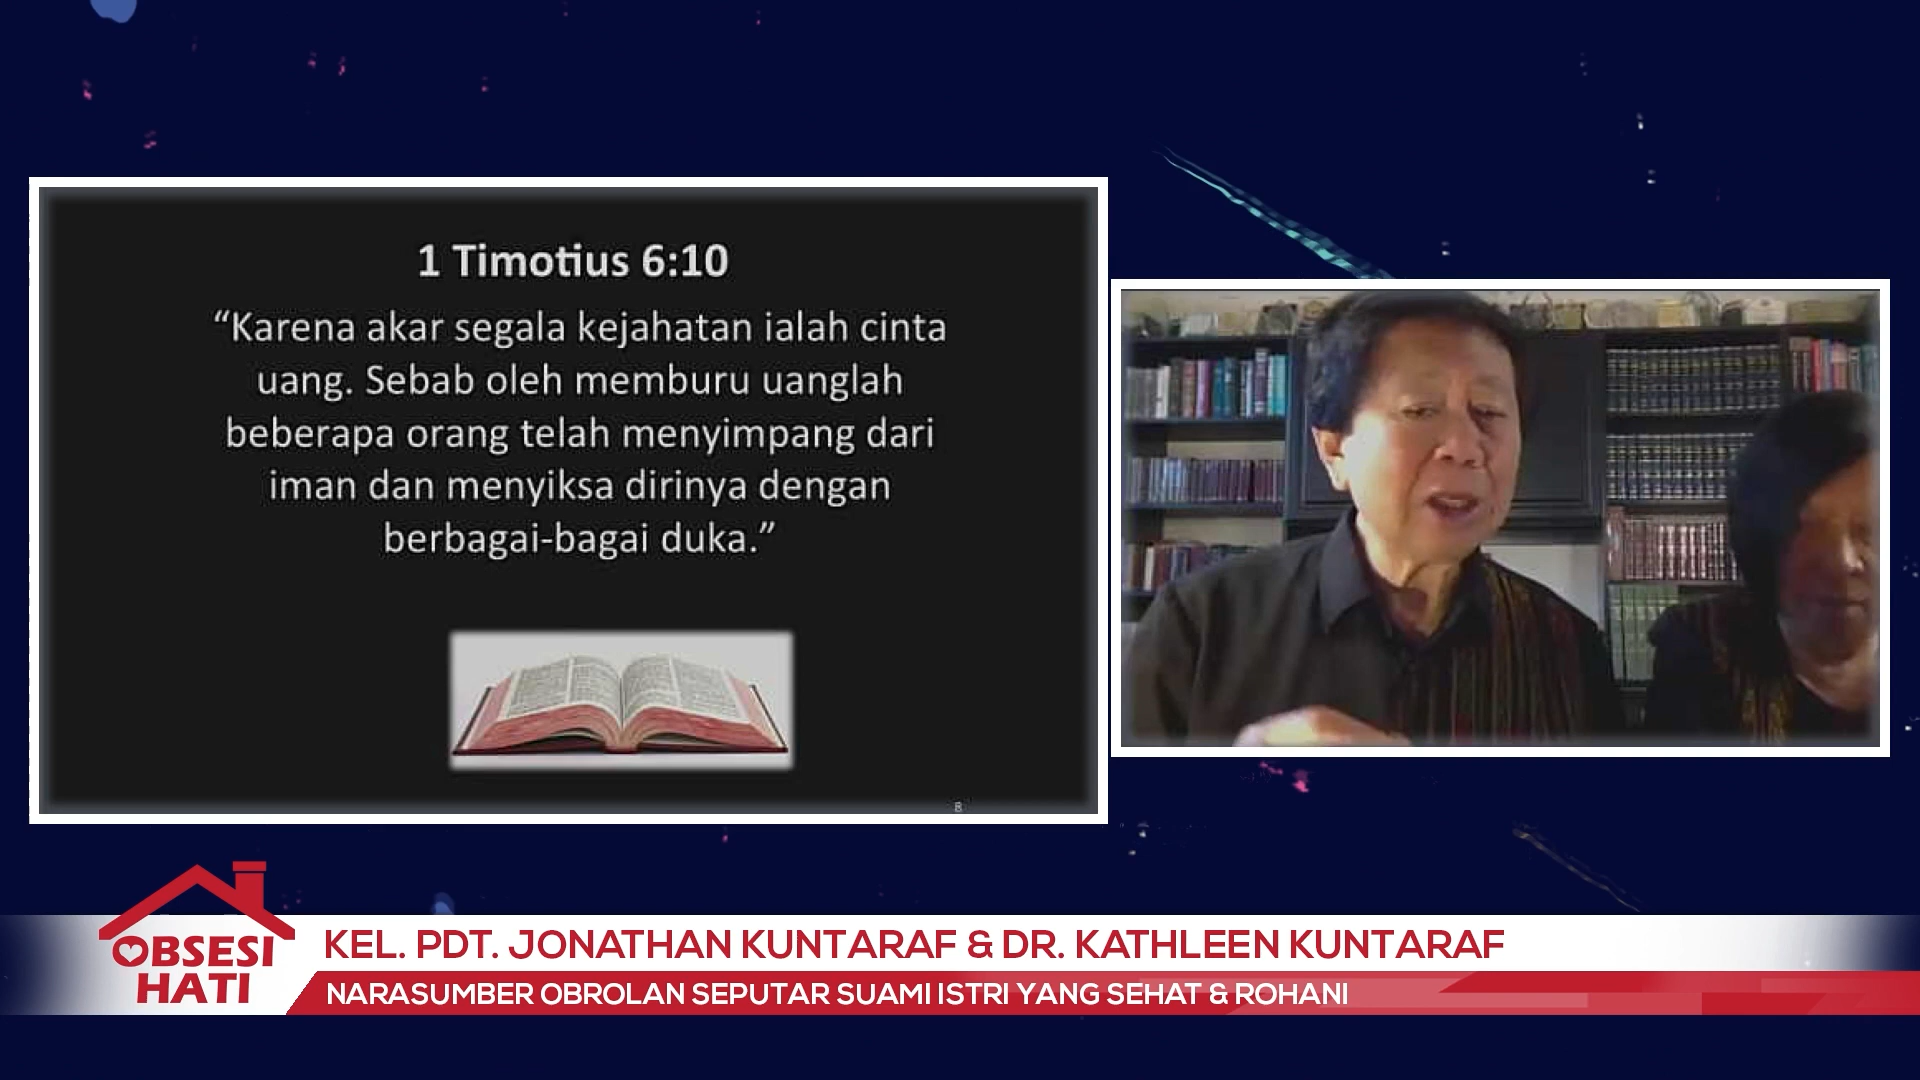 1 Timotius 6:10
“Karena akar segala kejahatan ialah cinta
uang. Sebab oleh memburu uanglah
beberapa orang telah menyimpang dari
iman dan menyiksa dirinya dengan
berbagai-bagai duka.”
8
OBSESI
HATI
KEL. PDT. JONATHAN KUNTARAF & DR. KATHLEEN KUNTARAF
NARASUMBER OBROLAN SEPUTAR SUAMI ISTRI YANG SEHAT & ROHANI